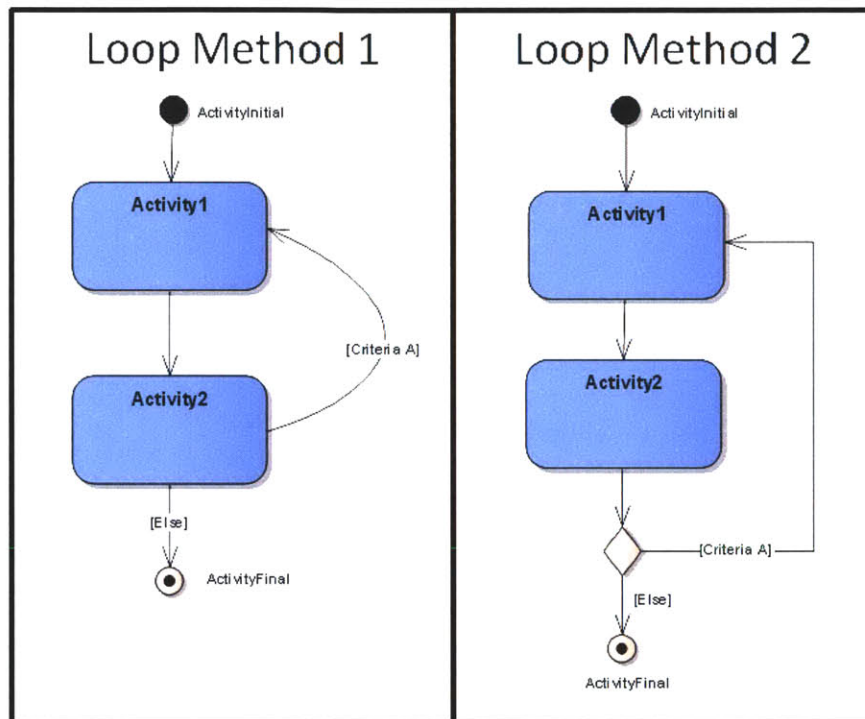 Loop Method 1
ActivityInitial
Activity1
[Criteria A]
Activity2
[Else]
ActivityFinal
Loop Method 2
ActivityInitial
Activity1
Activity2
[Criteria A]
[Else]
ActivityFinal